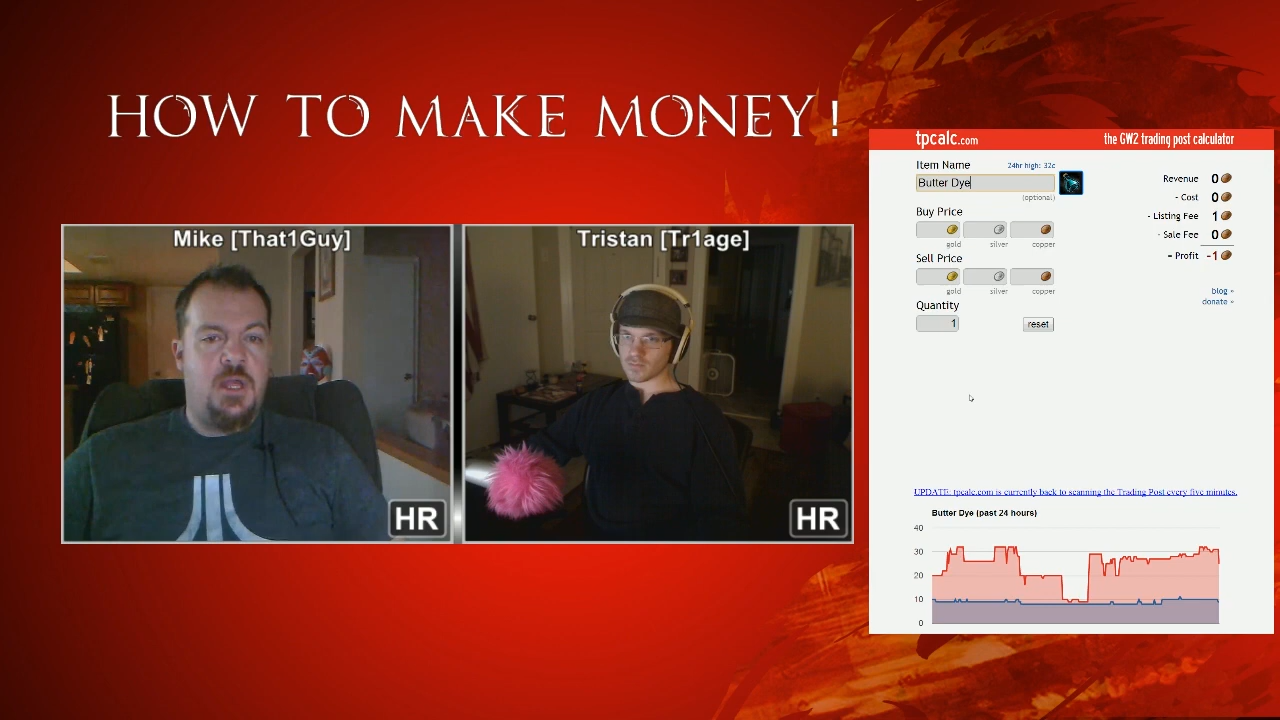 HOW TO MAKE MONEY!
Mike [That1Guy]
HR
Tristan [Tr1age]
HR
tpcalc.com
the GW2 trading post calculator
Item Name
24hr high: 32c
Butter Dye
(optional)
Buy Price
gold silver copper
Sell Price
gold silver copper
Quantity
1
reset
Revenue 0
- Cost 0
- Listing Fee 1
- Sale Fee 0
= Profit -1
blog »
donate »
UPDATE: tpcalc.com is currently back to scanning the Trading Post every five minutes.
Butter Dye (past 24 hours)
40
30
20
10
0